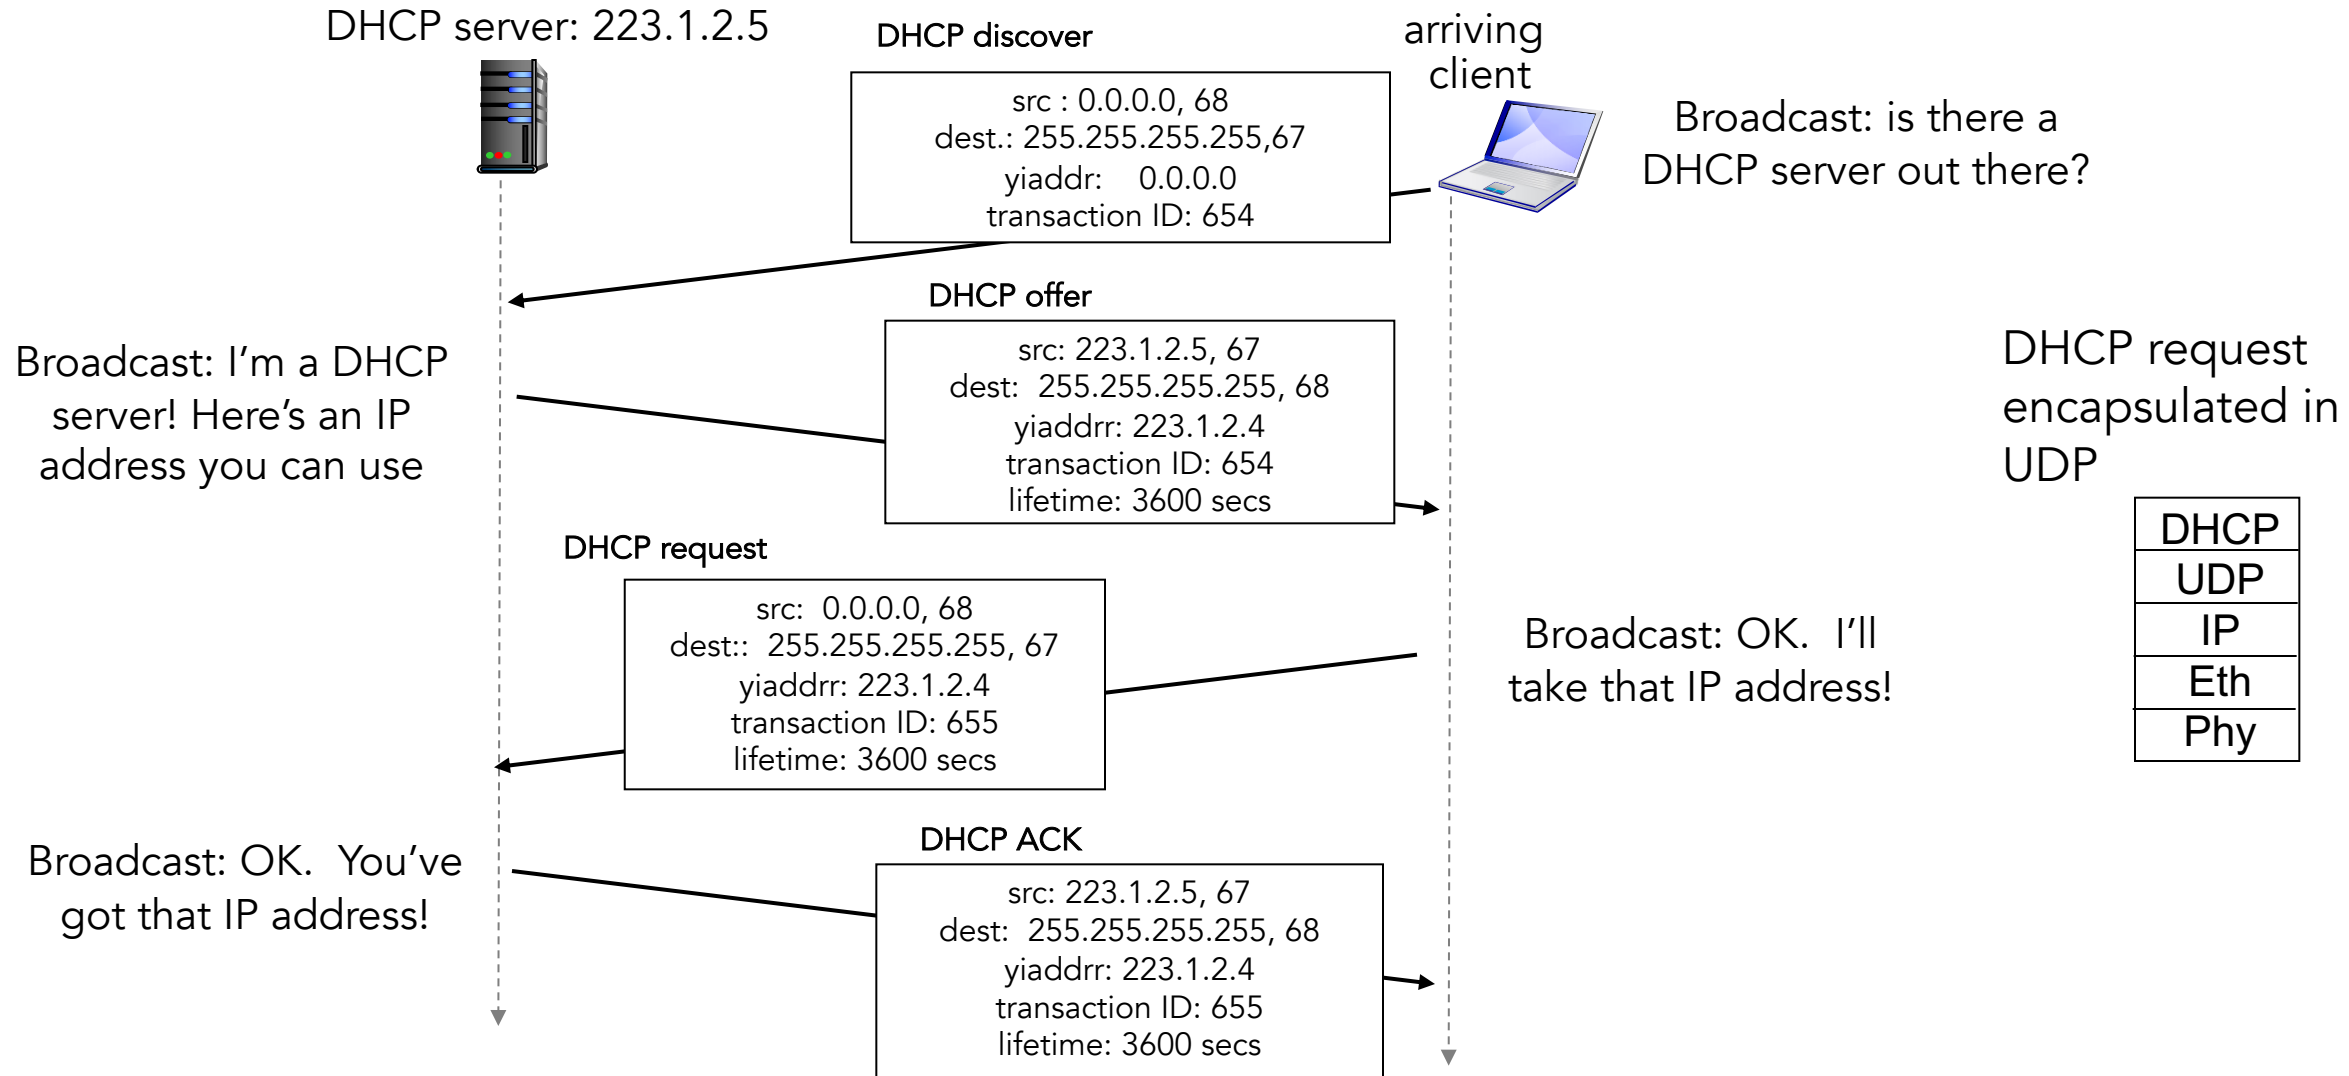 DHCP server: 223.1.2.5
DHCP discover
arriving
client
src : 0.0.0.0, 68
dest.: 255.255.255.255,67
yiaddr: 0.0.0.0
transaction ID: 654
Broadcast: is there a
DHCP server out there?
DHCP offer
src: 223.1.2.5, 67
dest: 255.255.255.255, 68
yiaddrr: 223.1.2.4
transaction ID: 654
lifetime: 3600 secs
Broadcast: I'm a DHCP
server! Here's an IP
address you can use
DHCP request
encapsulated in
UDP
DHCP
UDP
IP
Eth
Phy
DHCP request
src: 0.0.0.0, 68
dest:: 255.255.255.255, 67
yiaddrr: 223.1.2.4
transaction ID: 655
lifetime: 3600 secs
Broadcast: OK. I'll
take that IP address!
DHCP ACK
src: 223.1.2.5, 67
dest: 255.255.255.255, 68
yiaddrr: 223.1.2.4
transaction ID: 655
lifetime: 3600 secs
Broadcast: OK. You've
got that IP address!